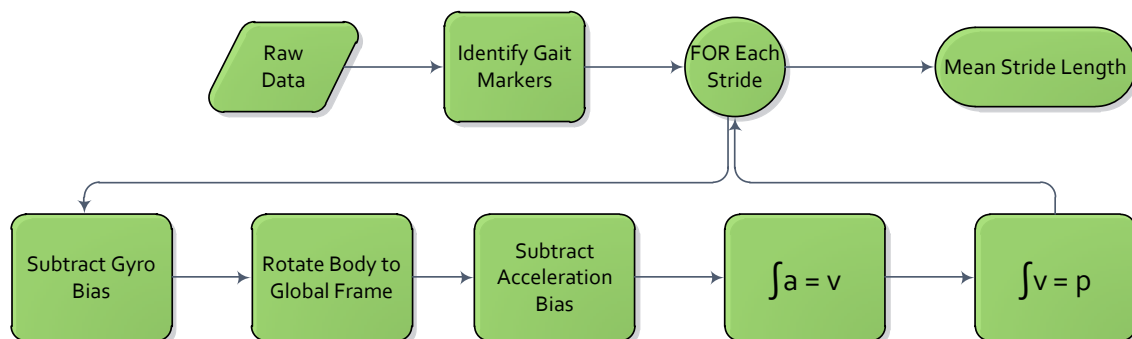 Raw
Data
Identify Gait
Markers
FOR Each
Stride
Mean Stride Length
Subtract Gyro
Bias
Rotate Body to
Global Frame
Subtract
Acceleration
Bias
∫a = v
∫v = p